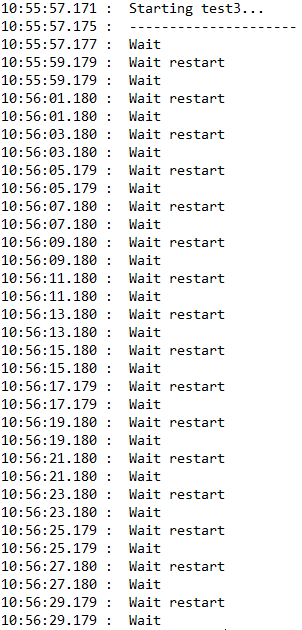 10:55:57.171 :  Starting test3...
10:55:57.175 :  ---------------------
10:55:57.177 :  Wait
10:55:59.179 :  Wait restart
10:55:59.179 :  Wait
10:56:01.180 :  Wait restart
10:56:01.180 :  Wait
10:56:03.180 :  Wait restart
10:56:03.180 :  Wait
10:56:05.179 :  Wait restart
10:56:05.179 :  Wait
10:56:07.180 :  Wait restart
10:56:07.180 :  Wait
10:56:09.180 :  Wait restart
10:56:09.180 :  Wait
10:56:11.180 :  Wait restart
10:56:11.180 :  Wait
10:56:13.180 :  Wait restart
10:56:13.180 :  Wait
10:56:15.180 :  Wait restart
10:56:15.180 :  Wait
10:56:17.179 :  Wait restart
10:56:17.179 :  Wait
10:56:19.180 :  Wait restart
10:56:19.180 :  Wait
10:56:21.180 :  Wait restart
10:56:21.180 :  Wait
10:56:23.180 :  Wait restart
10:56:23.180 :  Wait
10:56:25.179 :  Wait restart
10:56:25.179 :  Wait
10:56:27.180 :  Wait restart
10:56:27.180 :  Wait
10:56:29.179 :  Wait restart
10:56:29.179 :  Wait